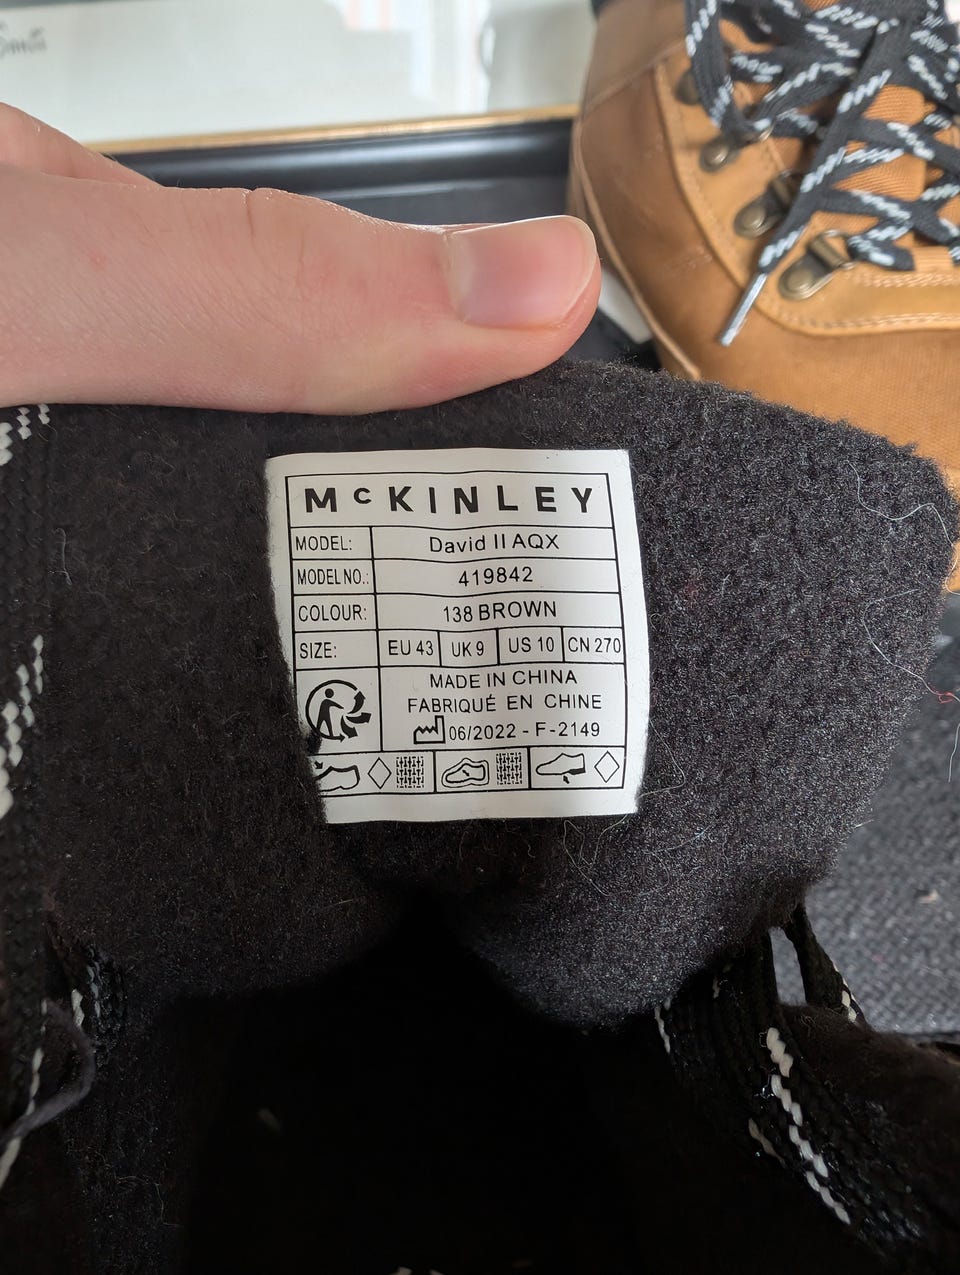 McKINLEY
MODEL: David II AQX
MODEL NO.: 419842
COLOUR: 138 BROWN
SIZE: EU 43 UK 9 US 10 CN 270
MADE IN CHINA
FABRIQUÉ EN CHINE
06/2022 - F-2149